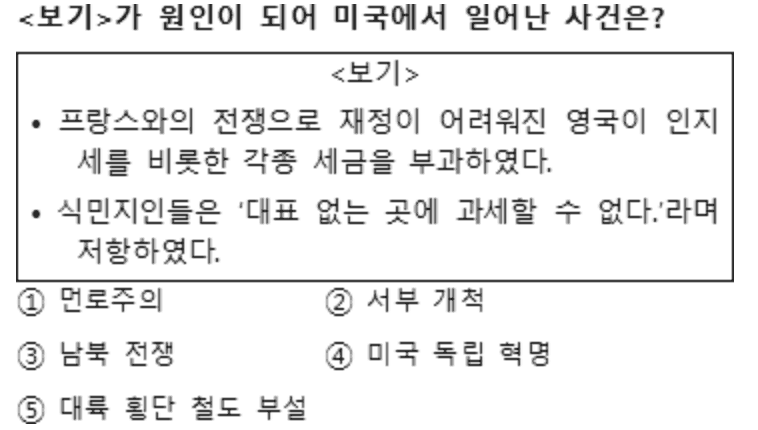 <보기>가 원인이 되어 미국에서 일어난 사건은?
<보기>
• 프랑스와의 전쟁으로 재정이 어려워진 영국이 인지
세를 비롯한 각종 세금을 부과하였다.
• 식민지인들은 '대표 없는 곳에 과세할 수 없다.'라며
저항하였다.
① 먼로주의 ② 서부 개척
③ 남북 전쟁 ④ 미국 독립 혁명
⑤ 대륙 횡단 철도 부설